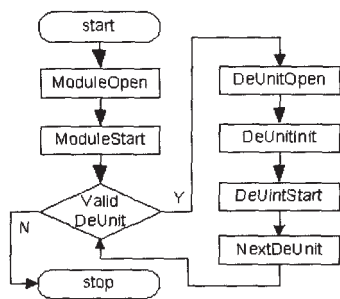 start
ModuleOpen
ModuleStart
Valid
DeUnit
N
Y
stop
DeUnitOpen
DeUnitInit
DeUintStart
NextDeUnit